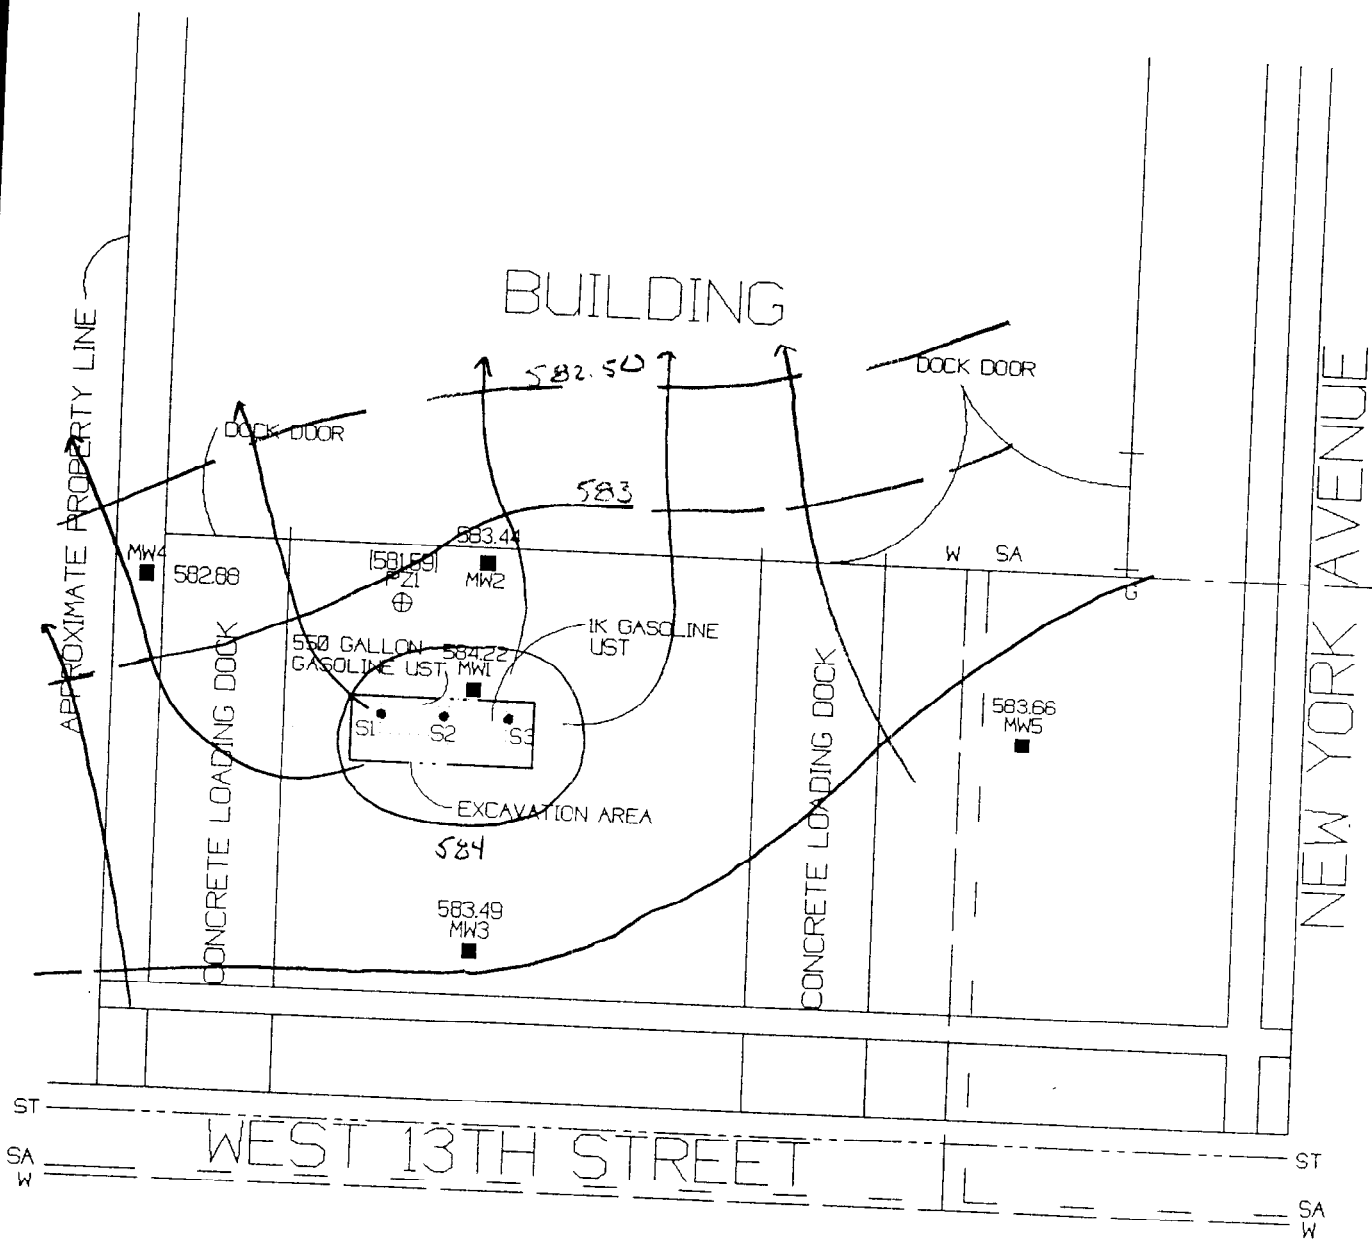 BUILDING
APPROXIMATE PROPERTY LINE
582.50
DOCK DOOR
DOCK DOOR
583
583.44
MW2
(581.69)
PZ1
MW4
582.88
W SA
G
550 GALLON
GASOLINE UST
584.22
MW1
1K GASOLINE
UST
S1
S2
S3
EXCAVATION AREA
584
583.49
MW3
583.66
MW5
CONCRETE LOADING DOCK
CONCRETE LOADING DOCK
NEW YORK AVENUE
WEST 13TH STREET
ST
SA
W
ST
SA
W